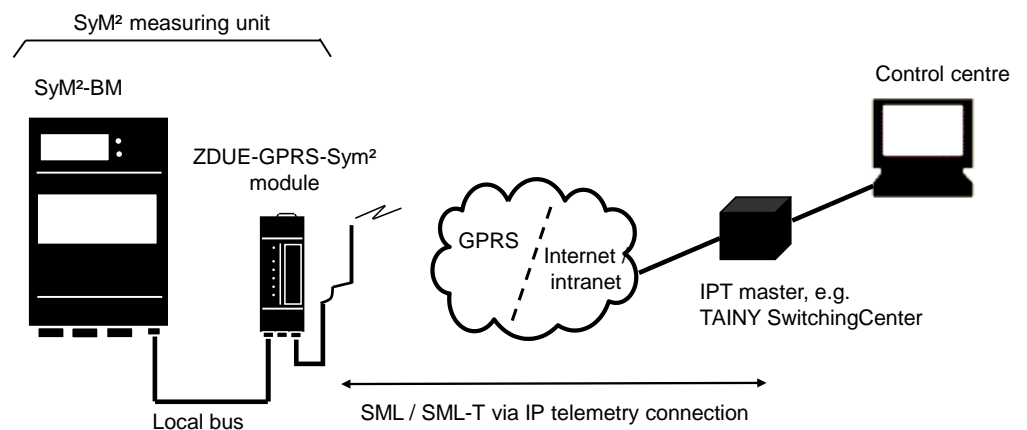 SyM² measuring unit
SyM²-BM
Control centre
ZDUE-GPRS-Sym²
module
GPRS
Internet /
intranet
IPT master, e.g.
TAINY SwitchingCenter
SML / SML-T via IP telemetry connection
Local bus